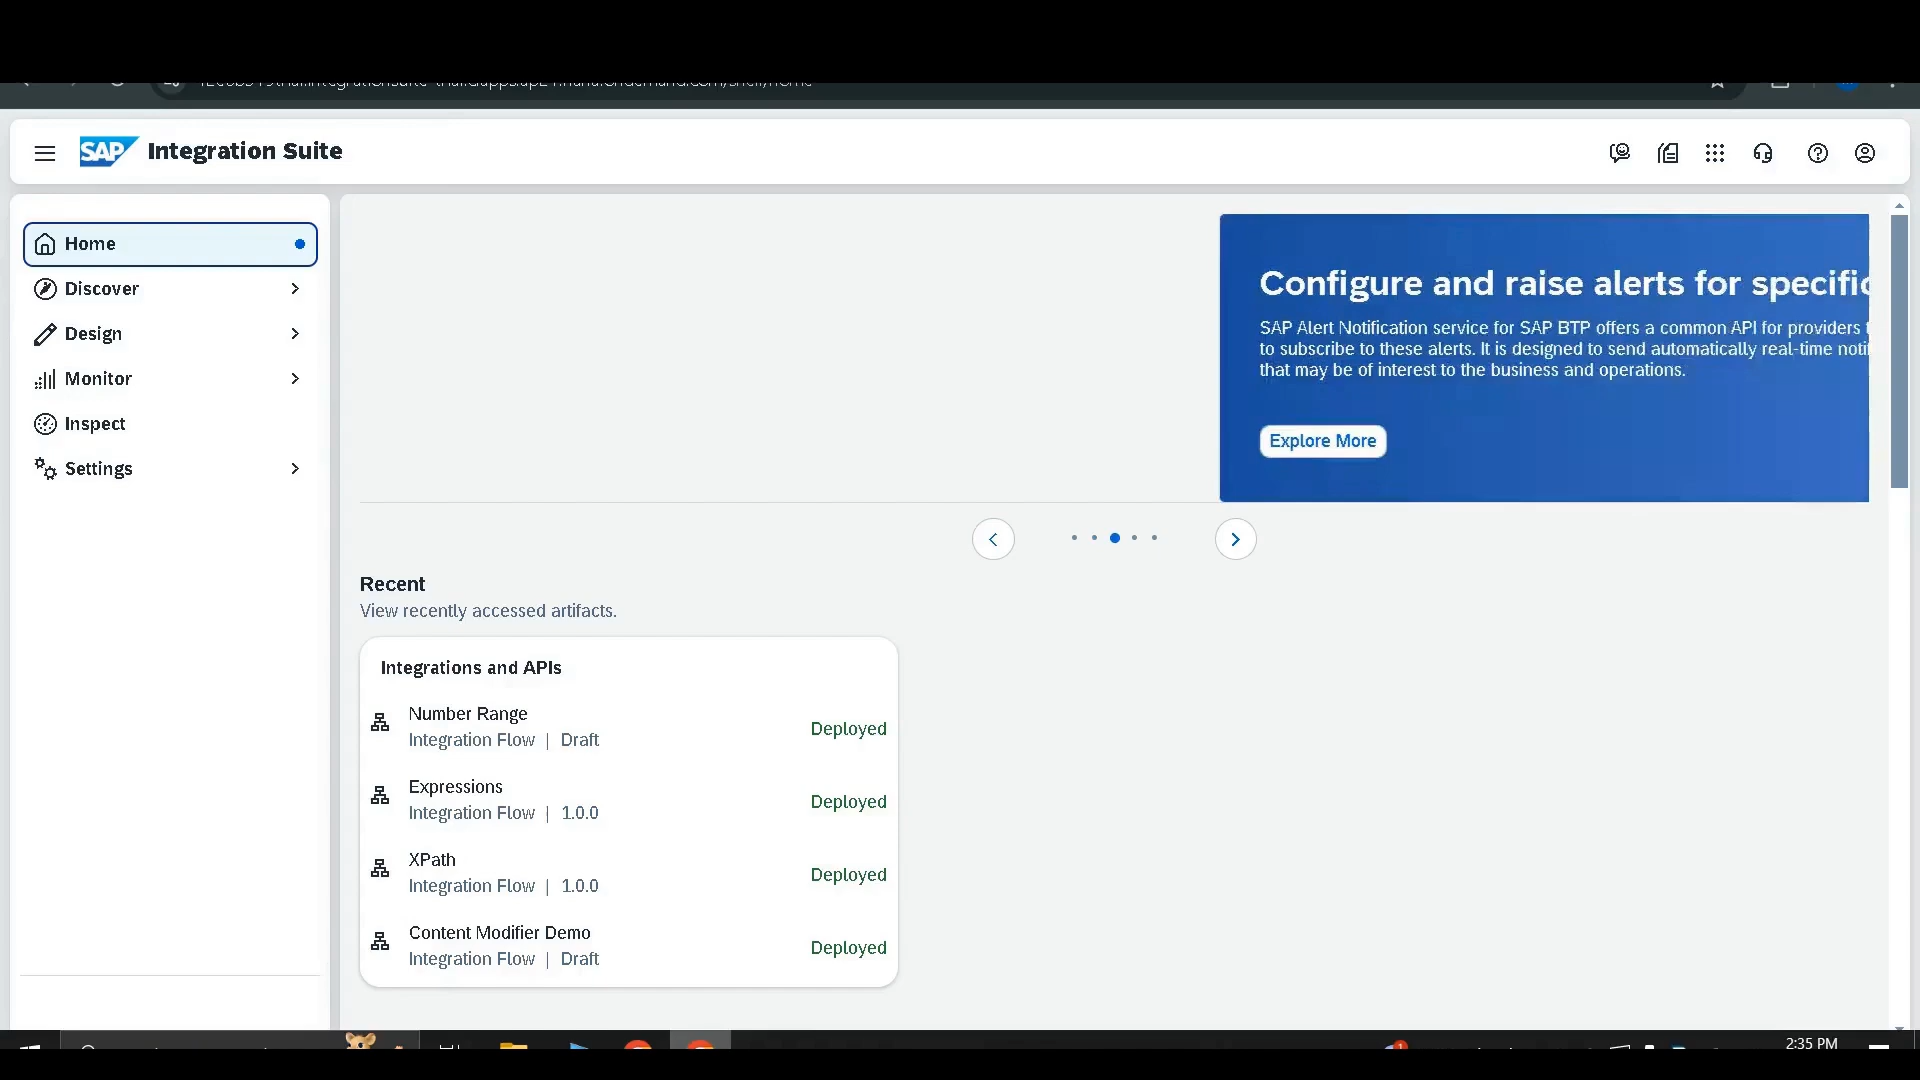 SAP Integration Suite
Home
Discover
Design
Monitor
Inspect
Settings
Configure and raise alerts for specific
SAP Alert Notification service for SAP BTP offers a common API for providers
to subscribe to these alerts. It is designed to send automatically real-time
that may be of interest to the business and operations.
Explore More
Recent
View recently accessed artifacts.
Integrations and APIs
Number Range
Integration Flow | Draft
Deployed
Expressions
Integration Flow | 1.0.0
Deployed
XPath
Integration Flow | 1.0.0
Deployed
Content Modifier Demo
Integration Flow | Draft
Deployed
2:35 PM